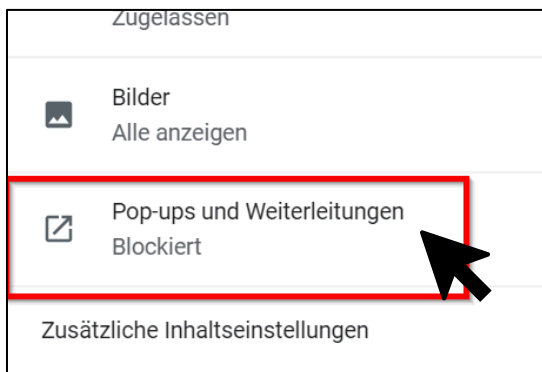 Zugelassen
Bilder
Alle anzeigen
Pop-ups und Weiterleitungen
Blockiert
Zusätzliche Inhaltseinstellungen